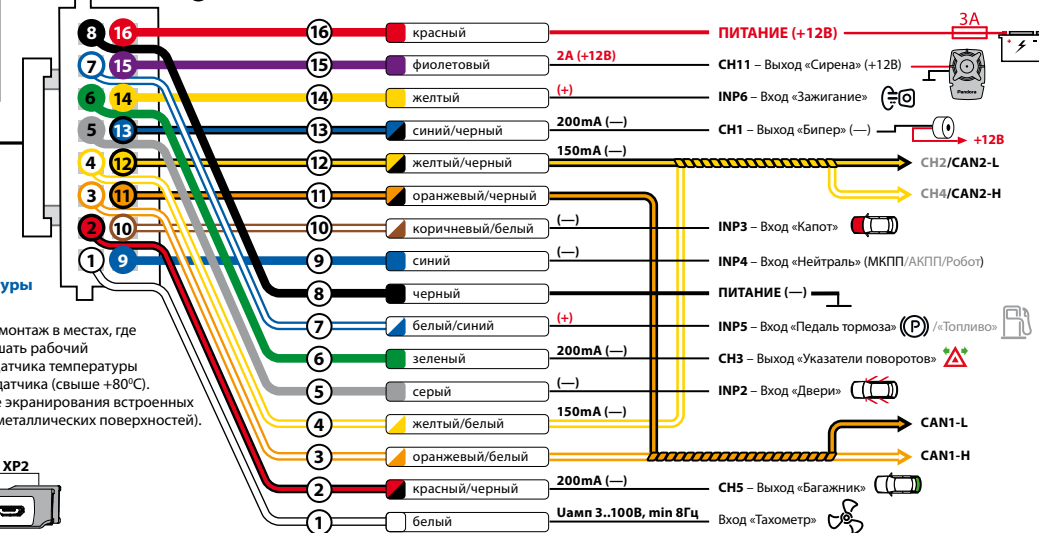 3A
8 16 16 красный ПИТАНИЕ (+12В)
7 15 15 фиолетовый 2A (+12В) CH11 – Выход «Сирена» (+12В) Pandora
6 14 14 желтый (+) INP6 – Вход «Зажигание»
5 13 13 синий/черный 200mA (—) CH1 – Выход «Бипер» (—) +12В
4 12 12 желтый/черный 150mA (—) CH2/CAN2-L
CH4/CAN2-H
3 11 11 оранжевый/черный
2 10 10 коричневый/белый (—) INP3 – Вход «Капот»
1 9 9 синий (—) INP4 – Вход «Нейтраль» (МКПП/АКПП/Робот)
8 черный ПИТАНИЕ (—)
7 белый/синий (+) INP5 – Вход «Педаль тормоза» (P) /«Топливо»
6 зеленый 200mA (—) CH3 – Выход «Указатели поворотов»
5 серый (—) INP2 – Вход «Двери»
4 желтый/белый 150mA (—) CAN1-L
3 оранжевый/белый CAN1-H
2 красный/черный 200mA (—) CH5 – Выход «Багажник»
1 белый Uамп 3..100В, min 8Гц Вход «Тахометр»
уры
монтаж в местах, где
шать рабочий
датчика температуры
датчика (свыше +80⁰С).
е экранирования встроенных
металлических поверхностей).
XP2